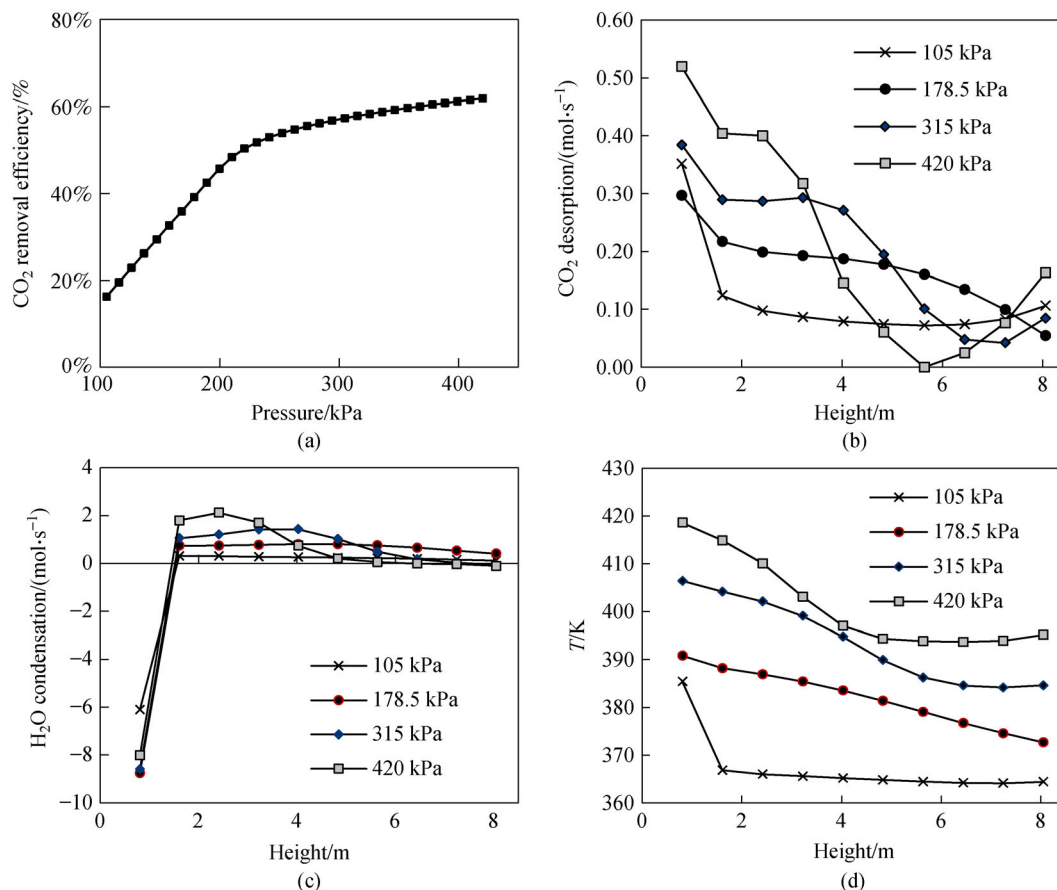 80%
60%
40%
20%
0%
CO₂ removal efficiency/%
100 200 300 400
Pressure/kPa
(a)
0.60
0.50
0.40
0.30
0.20
0.10
0.00
CO₂ desorption/(mol·s⁻¹)
105 kPa
178.5 kPa
315 kPa
420 kPa
0 2 4 6 8
Height/m
(b)
4
2
0
−2
−4
−6
−8
−10
H₂O condensation/(mol·s⁻¹)
105 kPa
178.5 kPa
315 kPa
420 kPa
0 2 4 6 8
Height/m
(c)
430
420
410
400
390
380
370
360
T/K
105 kPa
178.5 kPa
315 kPa
420 kPa
0 2 4 6 8
Height/m
(d)